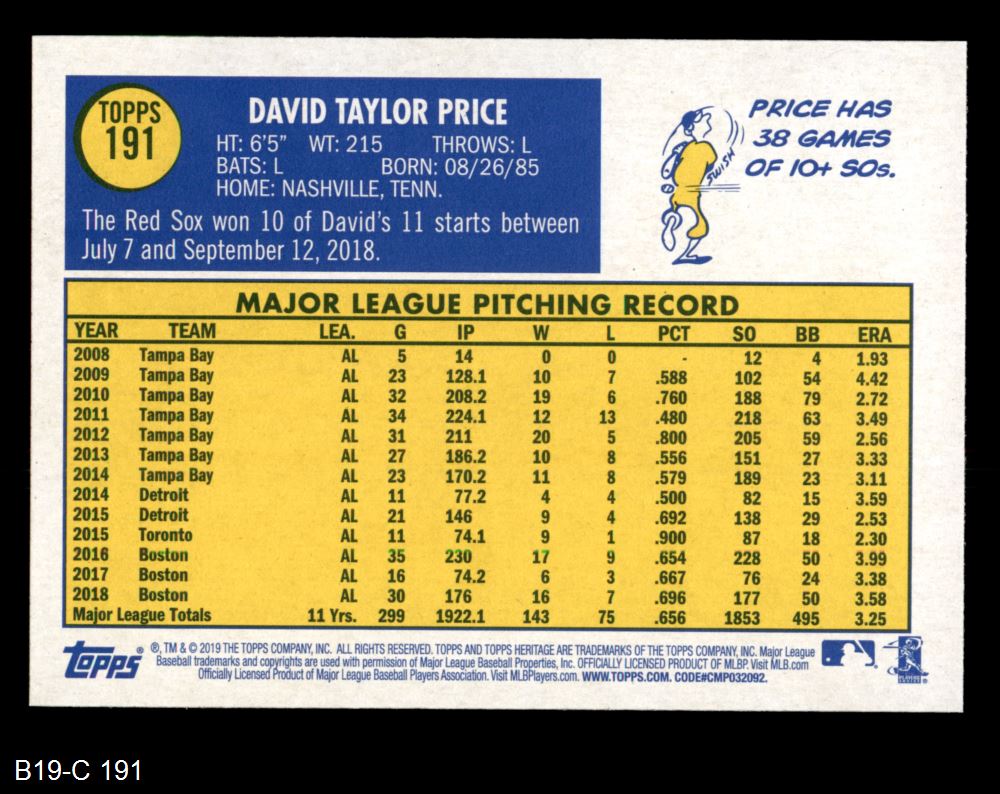 TOPPS
191
DAVID TAYLOR PRICE
HT: 6'5" WT: 215 THROWS: L
BATS: L BORN: 08/26/85
HOME: NASHVILLE, TENN.
The Red Sox won 10 of David's 11 starts between
July 7 and September 12, 2018.
SWISH
PRICE HAS
38 GAMES
OF 10+ SOs.
MAJOR LEAGUE PITCHING RECORD
YEAR TEAM LEA. G IP W L PCT SO BB ERA
2008 Tampa Bay AL 5 14 0 0 - 12 4 1.93
2009 Tampa Bay AL 23 128.1 10 7 .588 102 54 4.42
2010 Tampa Bay AL 32 208.2 19 6 .760 188 79 2.72
2011 Tampa Bay AL 34 224.1 12 13 .480 218 63 3.49
2012 Tampa Bay AL 31 211 20 5 .800 205 59 2.56
2013 Tampa Bay AL 27 186.2 10 8 .556 151 27 3.33
2014 Tampa Bay AL 23 170.2 11 8 .579 189 23 3.11
2014 Detroit AL 11 77.2 4 4 .500 82 15 3.59
2015 Detroit AL 21 146 9 4 .692 138 29 2.53
2015 Toronto AL 11 74.1 9 1 .900 87 18 2.30
2016 Boston AL 35 230 17 9 .654 228 50 3.99
2017 Boston AL 16 74.2 6 3 .667 76 24 3.38
2018 Boston AL 30 176 16 7 .696 177 50 3.58
Major League Totals 11 Yrs. 299 1922.1 143 75 .656 1853 495 3.25
topps ®, TM & © 2019 THE TOPPS COMPANY, INC. ALL RIGHTS RESERVED. TOPPS AND TOPPS HERITAGE ARE TRADEMARKS OF THE TOPPS COMPANY, INC. Major League
Baseball trademarks and copyrights are used with permission of Major League Baseball Properties, Inc. OFFICIALLY LICENSED PRODUCT OF MLBP. Visit MLB.com
Officially Licensed Product of Major League Baseball Players Association. Visit MLBPlayers.com. WWW.TOPPS.COM. CODE#CMP032092.
B19-C 191